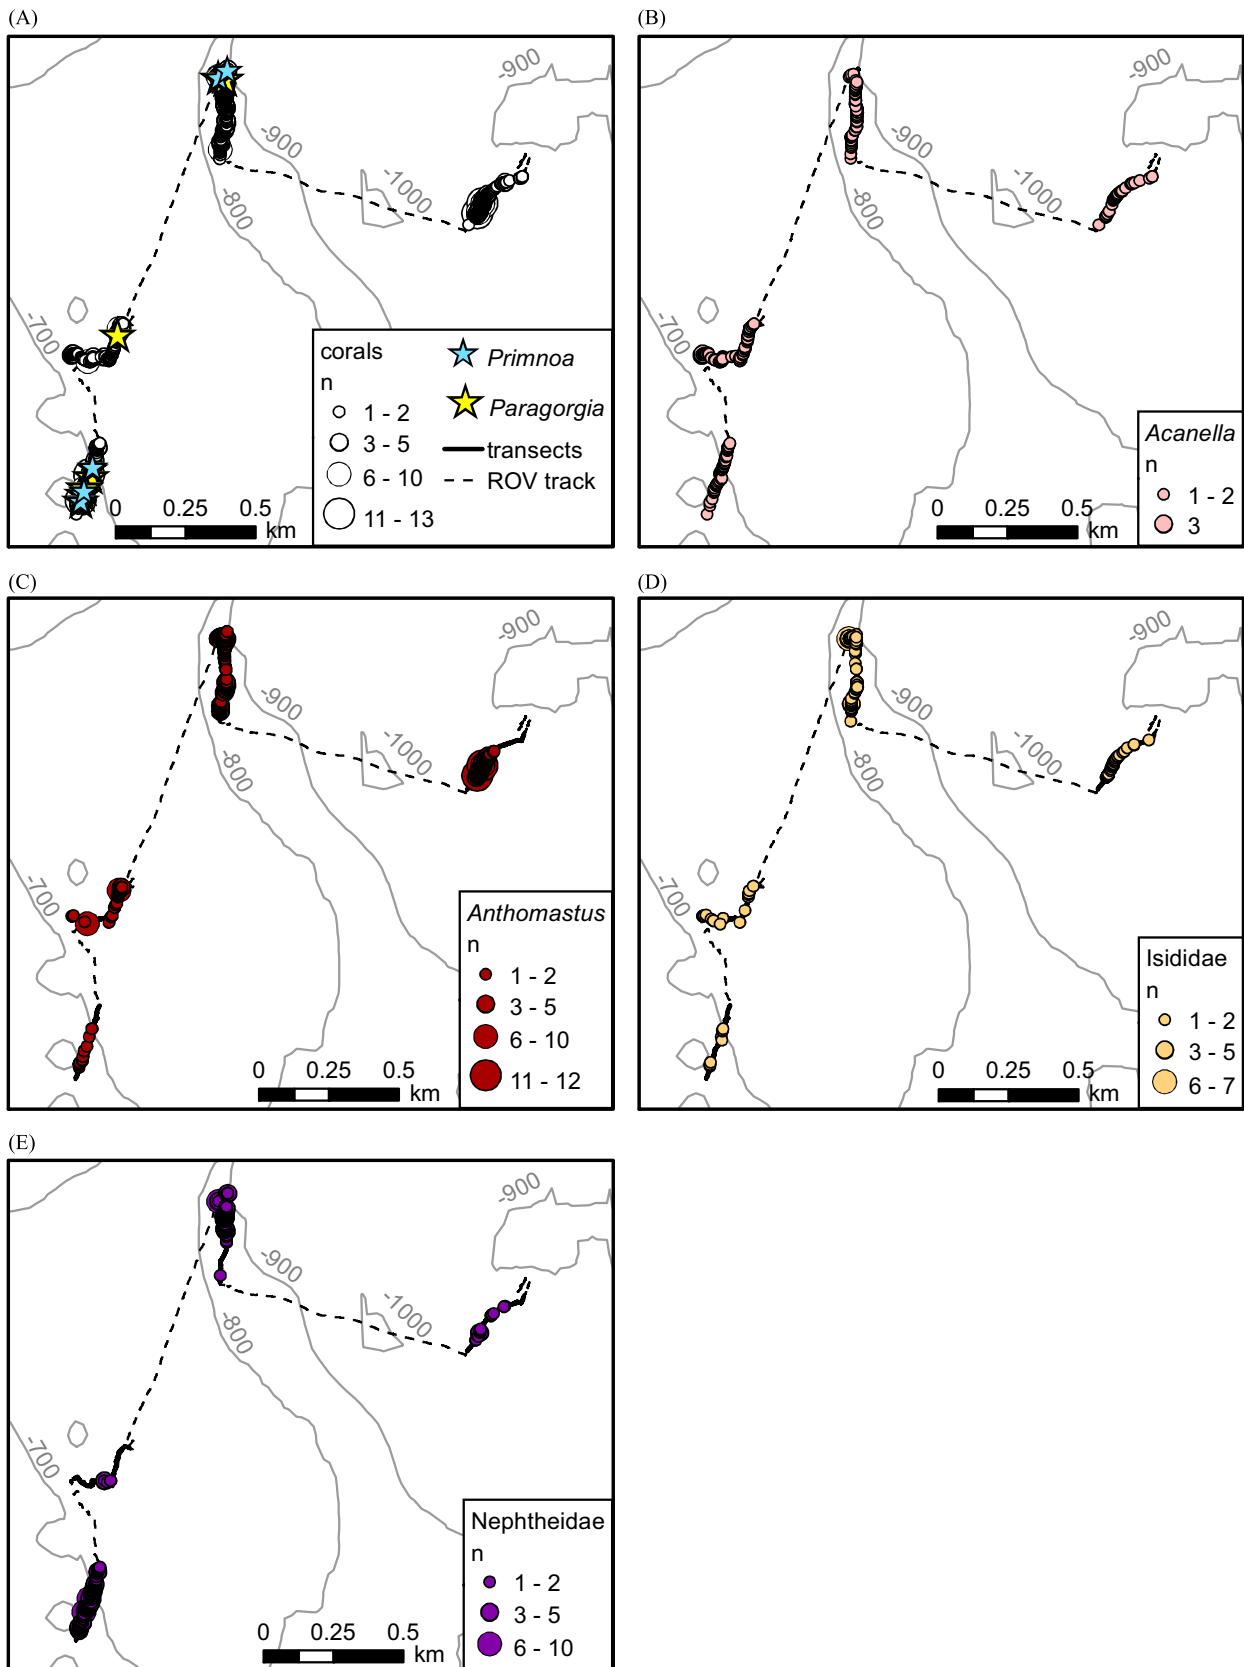 (A)
-900
-900
-1000
-800
-700
corals
n
1 - 2
3 - 5
6 - 10
11 - 13
Primnoa
Paragorgia
transects
ROV track
0 0.25 0.5
km
(B)
-900
-900
-1000
-800
-700
Acanella
n
1 - 2
3
0 0.25 0.5
km
(C)
-900
-900
-1000
-800
-700
Anthomastus
n
1 - 2
3 - 5
6 - 10
11 - 12
0 0.25 0.5
km
(D)
-900
-900
-1000
-800
-700
Isididae
n
1 - 2
3 - 5
6 - 7
0 0.25 0.5
km
(E)
-900
-900
-1000
-800
-700
Nephtheidae
n
1 - 2
3 - 5
6 - 10
0 0.25 0.5
km